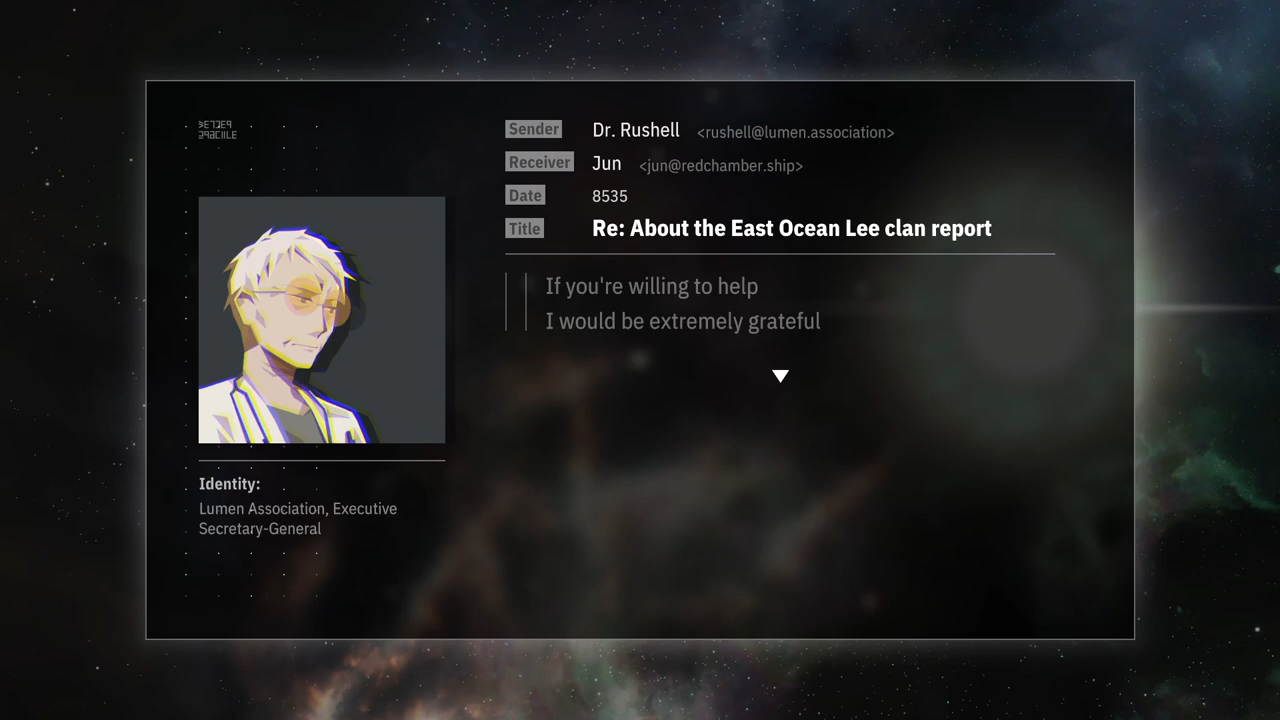 Sender Dr. Rushell <rushell@lumen.association>
Receiver Jun <jun@redchamber.ship>
Date 8535
Title Re: About the East Ocean Lee clan report
If you're willing to help
I would be extremely grateful
Identity:
Lumen Association, Executive
Secretary-General